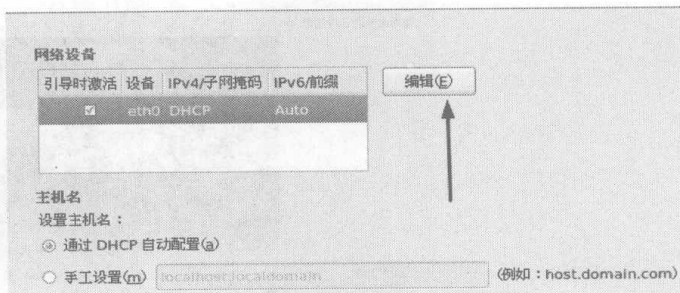 网络设备
引导时激活 设备 IPv4/子网掩码 IPv6/前缀 编辑(E)
eth0 DHCP Auto
主机名
设置主机名：
通过 DHCP 自动配置(a)
手工设置(m) localhost.localdomain (例如：host.domain.com)